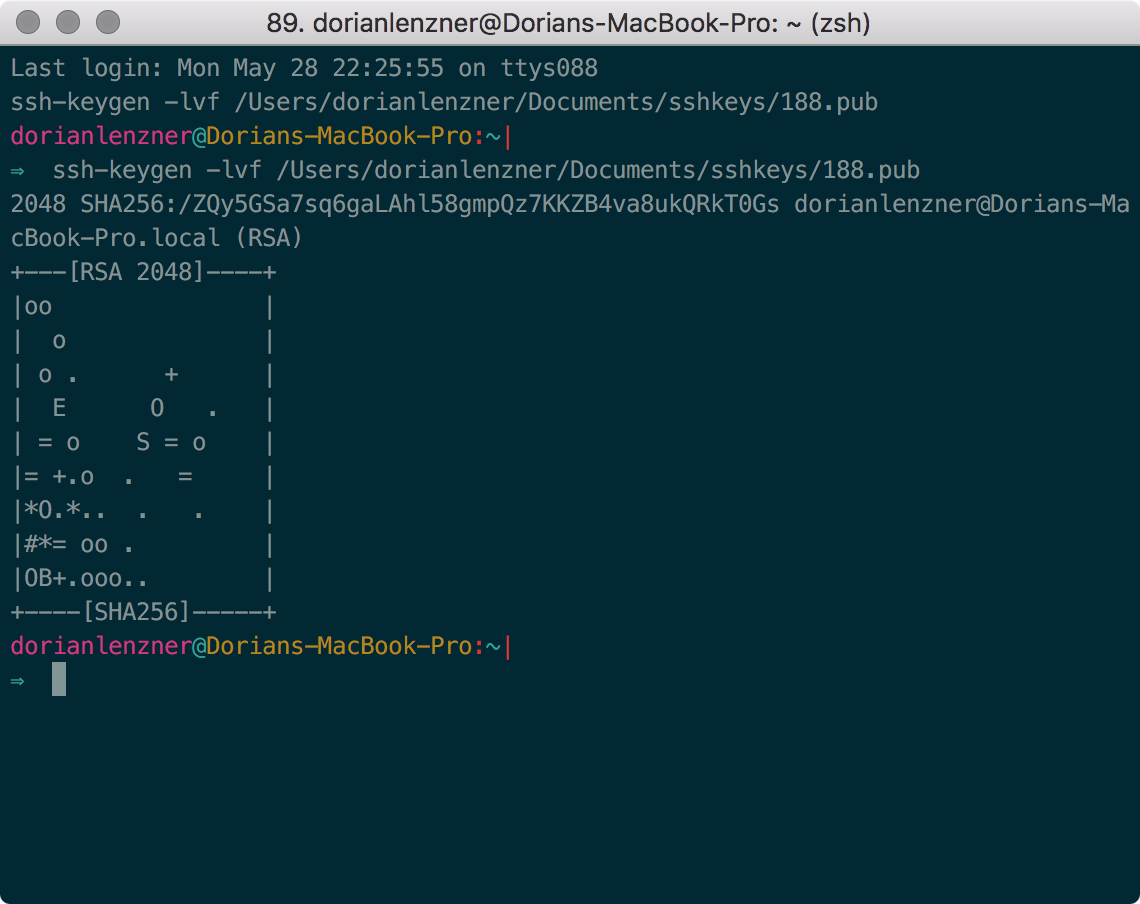 89. dorianlenzner@Dorians-MacBook-Pro: ~ (zsh)
Last login: Mon May 28 22:25:55 on ttys088
ssh-keygen -lvf /Users/dorianlenzner/Documents/sshkeys/188.pub
dorianlenzner@Dorians-MacBook-Pro:~|
⇒  ssh-keygen -lvf /Users/dorianlenzner/Documents/sshkeys/188.pub
2048 SHA256:/ZQy5GSa7sq6gaLAhl58gmpQz7KKZB4va8ukQRkT0Gs dorianlenzner@Dorians-Ma
cBook-Pro.local (RSA)
+---[RSA 2048]----+
|oo               |
|  o              |
| o .      +      |
|  E      O   .   |
| = o    S = o    |
|= +.o  .   =     |
|*O.*..  .   .    |
|#*= oo .         |
|OB+.ooo..        |
+----[SHA256]-----+
dorianlenzner@Dorians-MacBook-Pro:~|
⇒